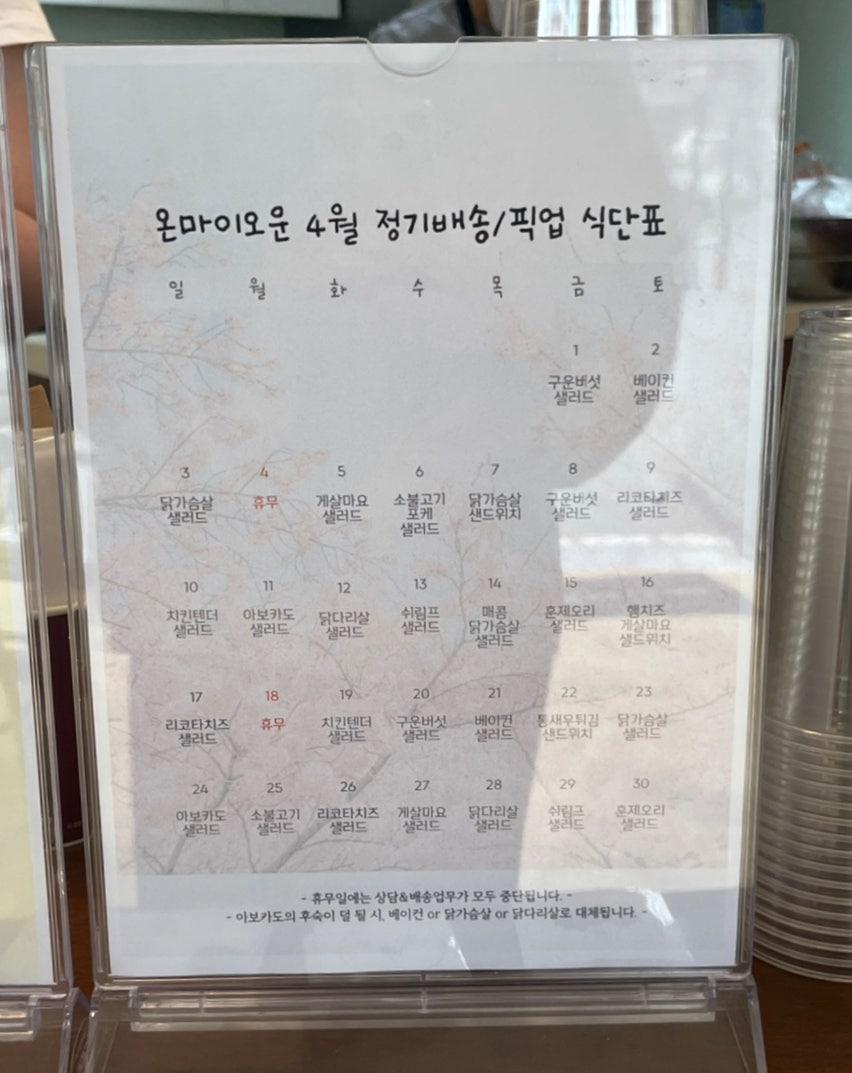 온마이오운 4월 정기배송/픽업 식단표
일 월 화 수 목 금 토
1 2
구운버섯 베이컨
샐러드 샐러드
3 4 5 6 7 8 9
닭가슴살 휴무 게살마요 소불고기 닭가슴살 구운버섯 리코타치즈
샐러드 샐러드 포케 샌드위치 샐러드 샐러드
샐러드
10 11 12 13 14 15 16
치킨텐더 아보카도 닭다리살 쉬림프 매콤 훈제오리 햄치즈
샐러드 샐러드 샐러드 샐러드 닭가슴살 샐러드 게살마요
샐러드 샌드위치
17 18 19 20 21 22 23
리코타치즈 휴무 치킨텐더 구운버섯 베이컨 통새우튀김 닭가슴살
샐러드 샐러드 샐러드 샐러드 샌드위치 샐러드
24 25 26 27 28 29 30
아보카도 소불고기 리코타치즈 게살마요 닭다리살 쉬림프 훈제오리
샐러드 샐러드 샐러드 샐러드 샐러드 샐러드 샐러드
- 휴무일에는 상담&배송업무가 모두 중단됩니다. -
- 아보카도의 후숙이 덜 될 시, 베이컨 or 닭가슴살 or 닭다리살로 대체됩니다. -